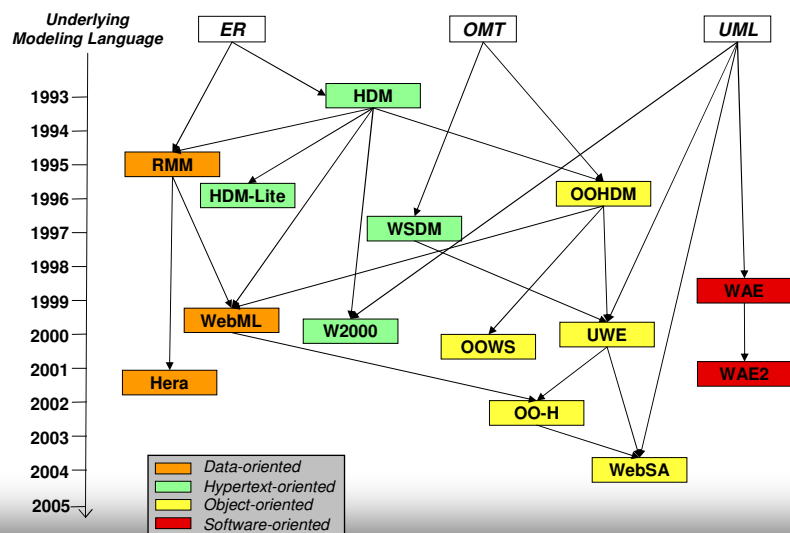 Underlying
Modeling Language
ER
OMT
UML
1993
HDM
1994
1995
RMM
HDM-Lite
OOHDM
1996
1997
WSDM
1998
WAE
1999
WebML
W2000
2000
OOWS
UWE
2001
Hera
WAE2
2002
OO-H
2003
2004
WebSA
2005
Data-oriented
Hypertext-oriented
Object-oriented
Software-oriented